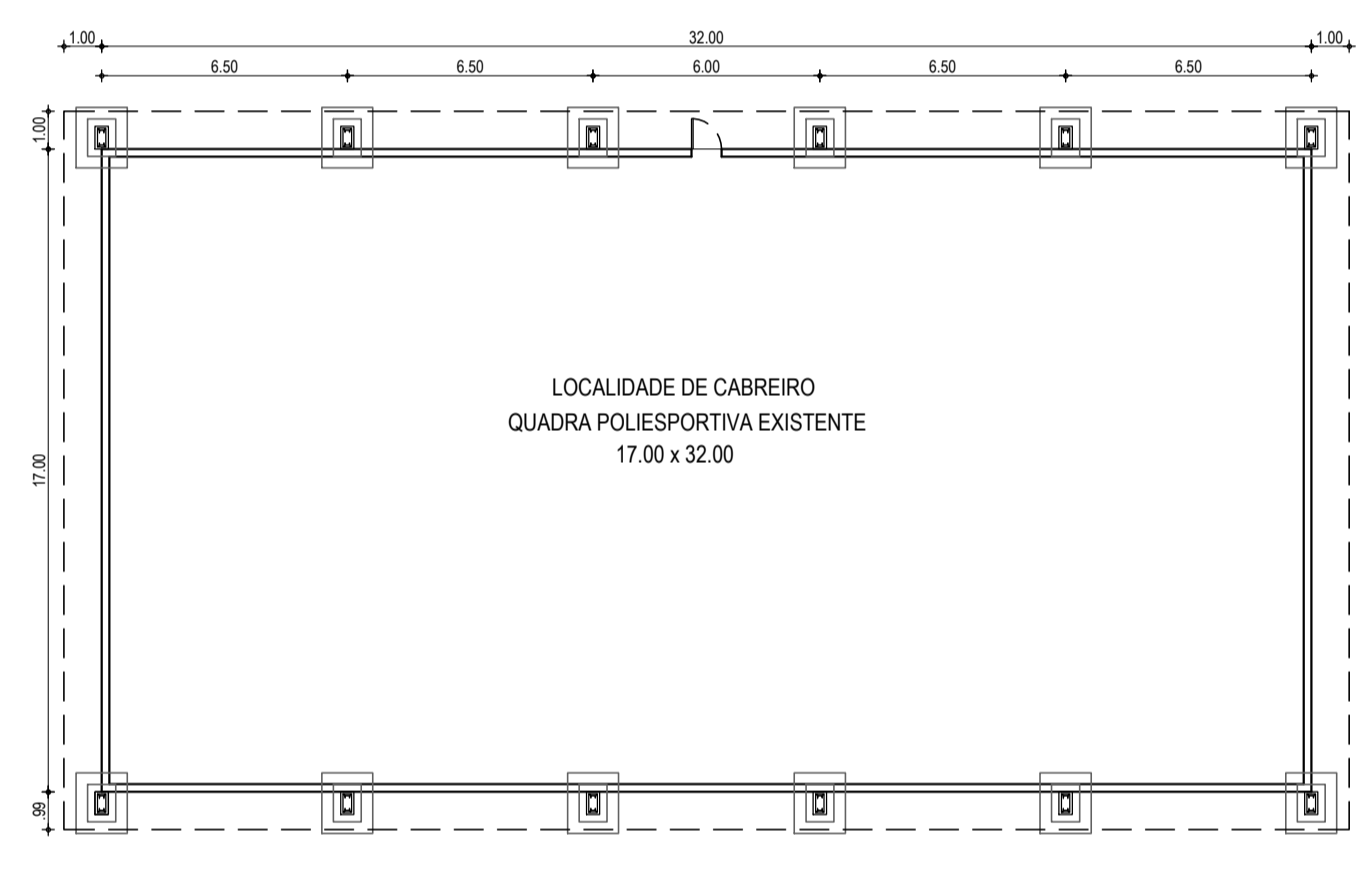 1.00 32.00 1.00
6.50 6.50 6.00 6.50 6.50
1.00
LOCALIDADE DE CABREIRO
QUADRA POLIESPORTIVA EXISTENTE
17.00 x 32.00
17.00
.99